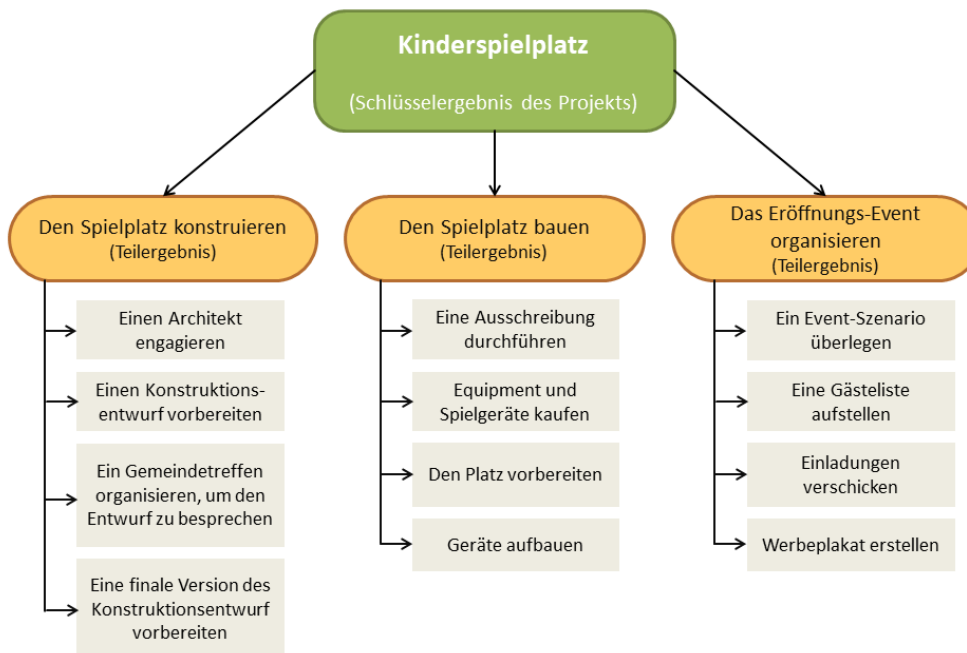 Kinderspielplatz
(Schlüsselergebnis des Projekts)
Den Spielplatz konstruieren
(Teilergebnis)
Einen Architekt
engagieren
Einen Konstruktions-
entwurf vorbereiten
Ein Gemeindetreffen
organisieren, um den
Entwurf zu besprechen
Eine finale Version des
Konstruktionsentwurf
vorbereiten
Den Spielplatz bauen
(Teilergebnis)
Eine Ausschreibung
durchführen
Equipment und
Spielgeräte kaufen
Den Platz vorbereiten
Geräte aufbauen
Das Eröffnungs-Event
organisieren
(Teilergebnis)
Ein Event-Szenario
überlegen
Eine Gästeliste
aufstellen
Einladungen
verschicken
Werbeplakat erstellen